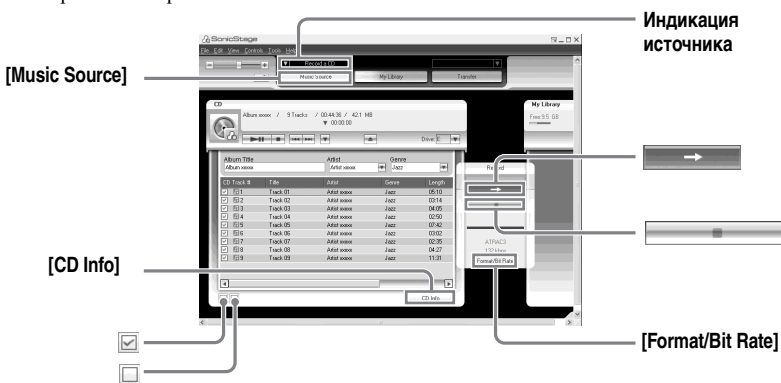 Индикация
источника
SonicStage
File Edit View Controls Tools Help
Record a CD
[Music Source]
Music Source
My Library
Transfer
CD
My Library
Album xxxxx / 9 Tracks / 00:44:36 / 42.1 MB
00:00:00
Free:9.5 GB
Drive: E:
Album Title Artist Genre
Album xxxxx Artist xxxxx Jazz
Record
CD Track # Title Artist Genre Length
1 Track 01 Artist xxxxx Jazz 05:10
2 Track 02 Artist xxxxx Jazz 03:14
3 Track 03 Artist xxxxx Jazz 04:05
4 Track 04 Artist xxxxx Jazz 02:50
5 Track 05 Artist xxxxx Jazz 07:42
6 Track 06 Artist xxxxx Jazz 03:02
7 Track 07 Artist xxxxx Jazz 02:35
8 Track 08 Artist xxxxx Jazz 04:27
9 Track 09 Artist xxxxx Jazz 11:31
ATRAC3
132 kbps
Format/Bit Rate
[CD Info]
CD Info
[Format/Bit Rate]